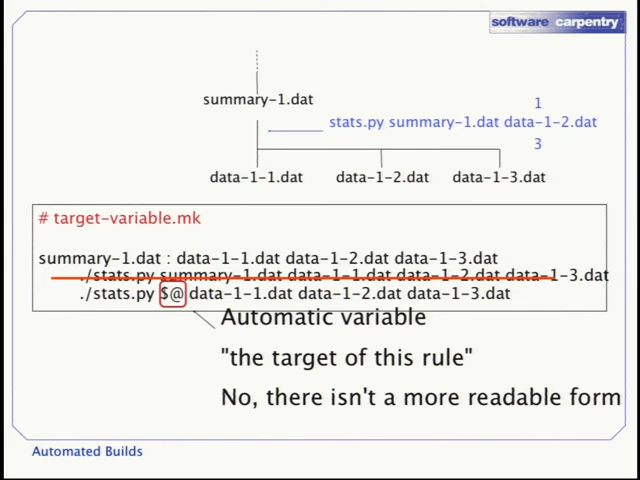 software carpentry
summary-1.dat
1
stats.py summary-1.dat data-1-2.dat
3
data-1-1.dat data-1-2.dat data-1-3.dat
# target-variable.mk
summary-1.dat : data-1-1.dat data-1-2.dat data-1-3.dat
./stats.py summary-1.dat data-1-1.dat data-1-2.dat data-1-3.dat
./stats.py $@ data-1-1.dat data-1-2.dat data-1-3.dat
Automatic variable
"the target of this rule"
No, there isn't a more readable form
Automated Builds